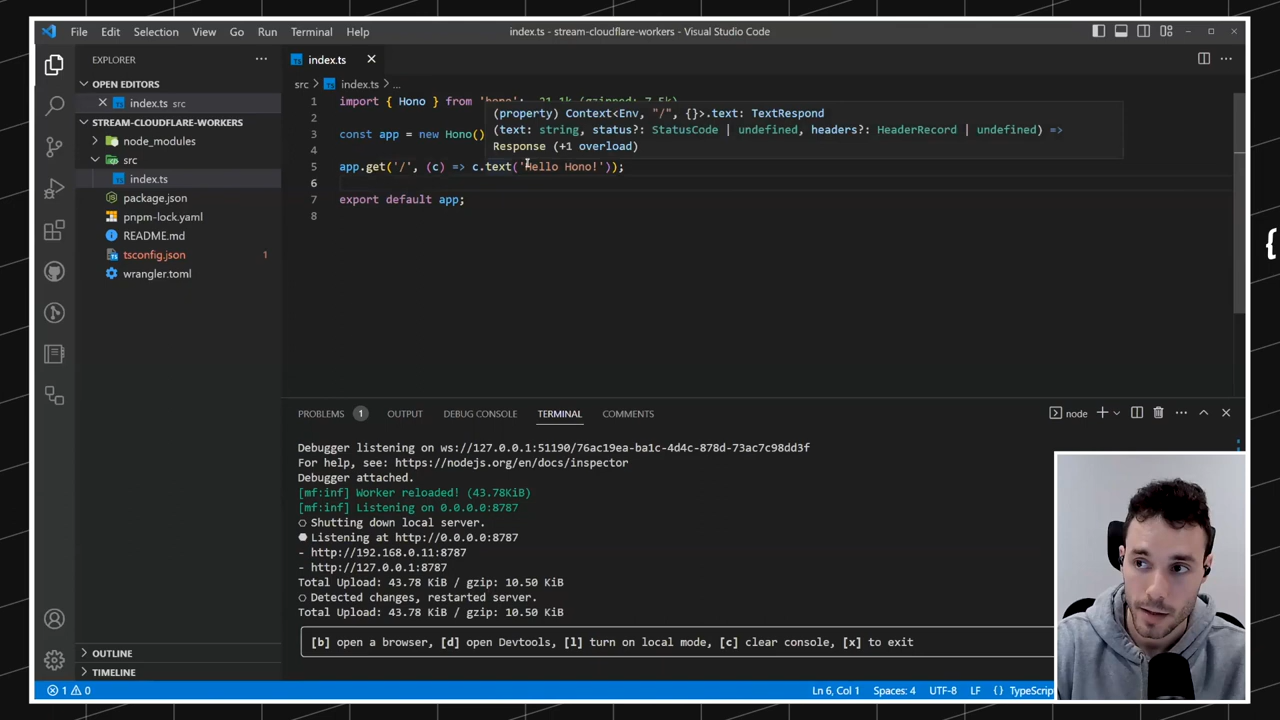 File Edit Selection View Go Run Terminal Help
index.ts - stream-cloudflare-workers - Visual Studio Code
EXPLORER
OPEN EDITORS
index.ts src
STREAM-CLOUDFLARE-WORKERS
node_modules
src
index.ts
package.json
pnpm-lock.yaml
README.md
tsconfig.json 1
wrangler.toml
OUTLINE
TIMELINE
index.ts
src > index.ts > ...
1 import { Hono } from 'hono'; 21.1k (gzipped: 7.5k)
(property) Context<Env, "/", {}>.text: TextRespond
(text: string, status?: StatusCode | undefined, headers?: HeaderRecord | undefined) =>
Response (+1 overload)
2
3 const app = new Hono()
4
5 app.get('/', (c) => c.text('Hello Hono!'));
6
7 export default app;
8
PROBLEMS 1 OUTPUT DEBUG CONSOLE TERMINAL COMMENTS
node
Debugger listening on ws://127.0.0.1:51190/76ac19ea-ba1c-4d4c-878d-73ac7c98dd3f
For help, see: https://nodejs.org/en/docs/inspector
Debugger attached.
[mf:inf] Worker reloaded! (43.78KiB)
[mf:inf] Listening on 0.0.0.0:8787
Shutting down local server.
Listening at http://0.0.0.0:8787
- http://192.168.0.11:8787
- http://127.0.0.1:8787
Total Upload: 43.78 KiB / gzip: 10.50 KiB
Detected changes, restarted server.
Total Upload: 43.78 KiB / gzip: 10.50 KiB
[b] open a browser, [d] open Devtools, [l] turn on local mode, [c] clear console, [x] to exit
1 0
Ln 6, Col 1 Spaces: 4 UTF-8 LF {} TypeScrip
{